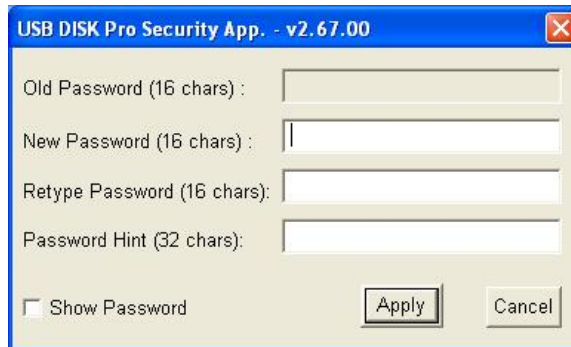 USB DISK Pro Security App. - v2.67.00
Old Password (16 chars) :
New Password (16 chars) :
Retype Password (16 chars):
Password Hint (32 chars):
Show Password Apply Cancel